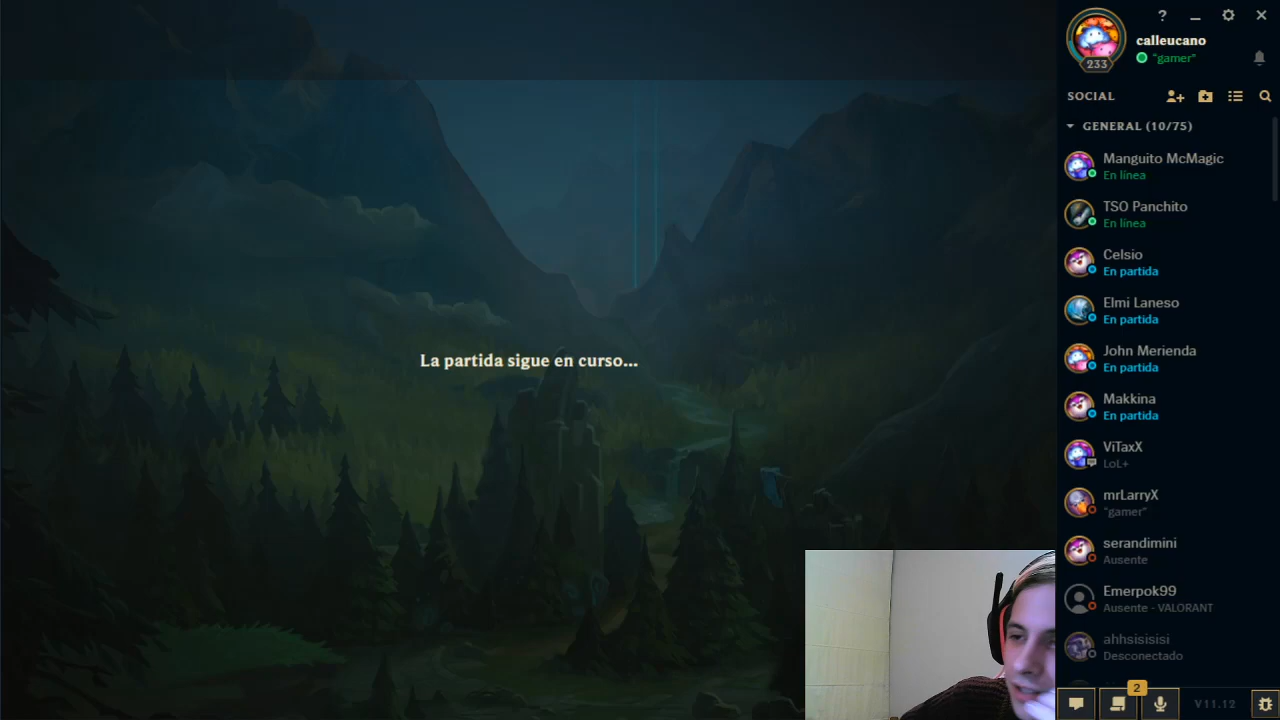 ?
calleucano
233
"gamer"
SOCIAL
GENERAL (10/75)
Manguito McMagic
En línea
TSO Panchito
En línea
Celsio
En partida
Elmi Laneso
En partida
John Merienda
En partida
La partida sigue en curso...
Makkina
En partida
ViTaxX
LoL+
mrLarryX
"gamer"
serandimini
Ausente
Emerpok99
Ausente - VALORANT
ahhsisisisi
Desconectado
2
V11.12